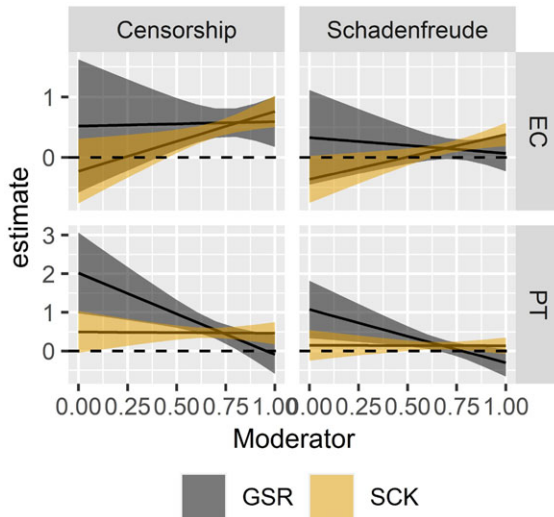 Censorship Schadenfreude
1
0
EC
estimate
3
2
1
0
PT
0.00 0.25 0.50 0.75 1.00 0.00 0.25 0.50 0.75 1.00
Moderator
GSR SCK